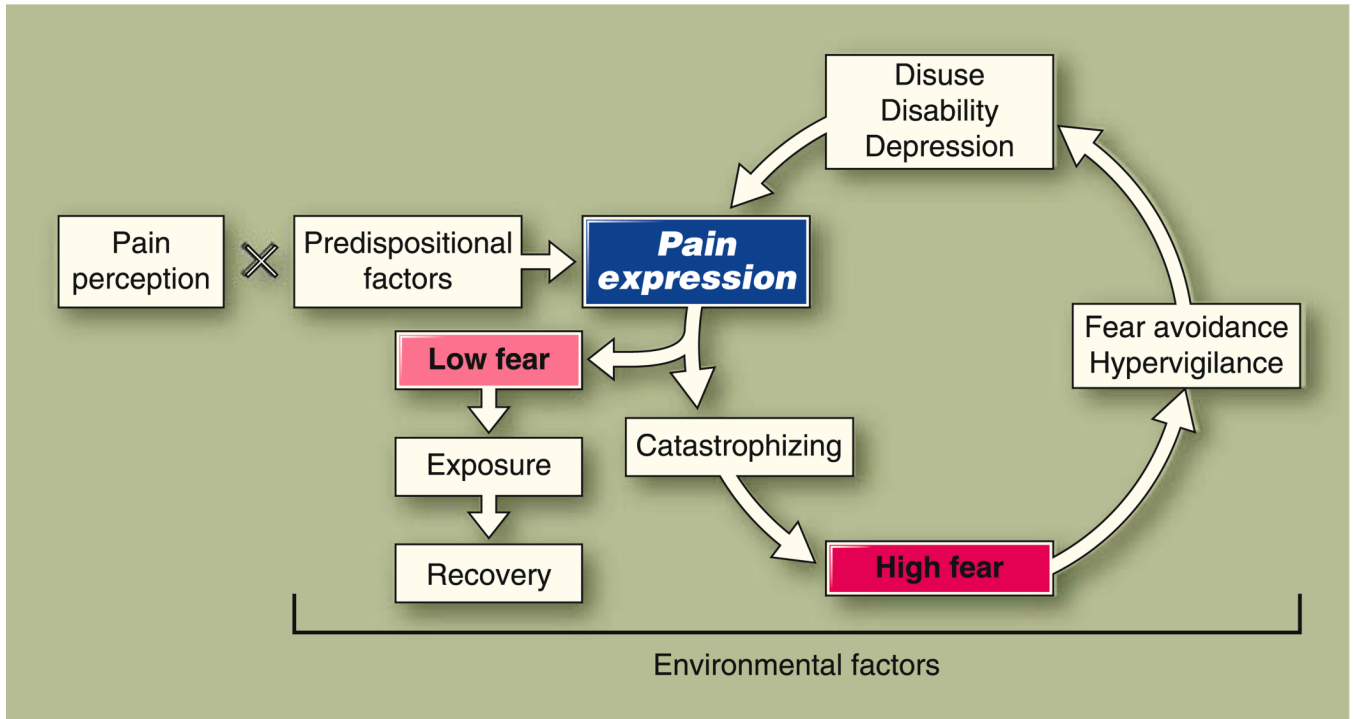 Disuse
Disability
Depression
Pain
perception
Predispositional
factors
Pain
expression
Fear avoidance
Hypervigilance
Low fear
Catastrophizing
Exposure
High fear
Recovery
Environmental factors